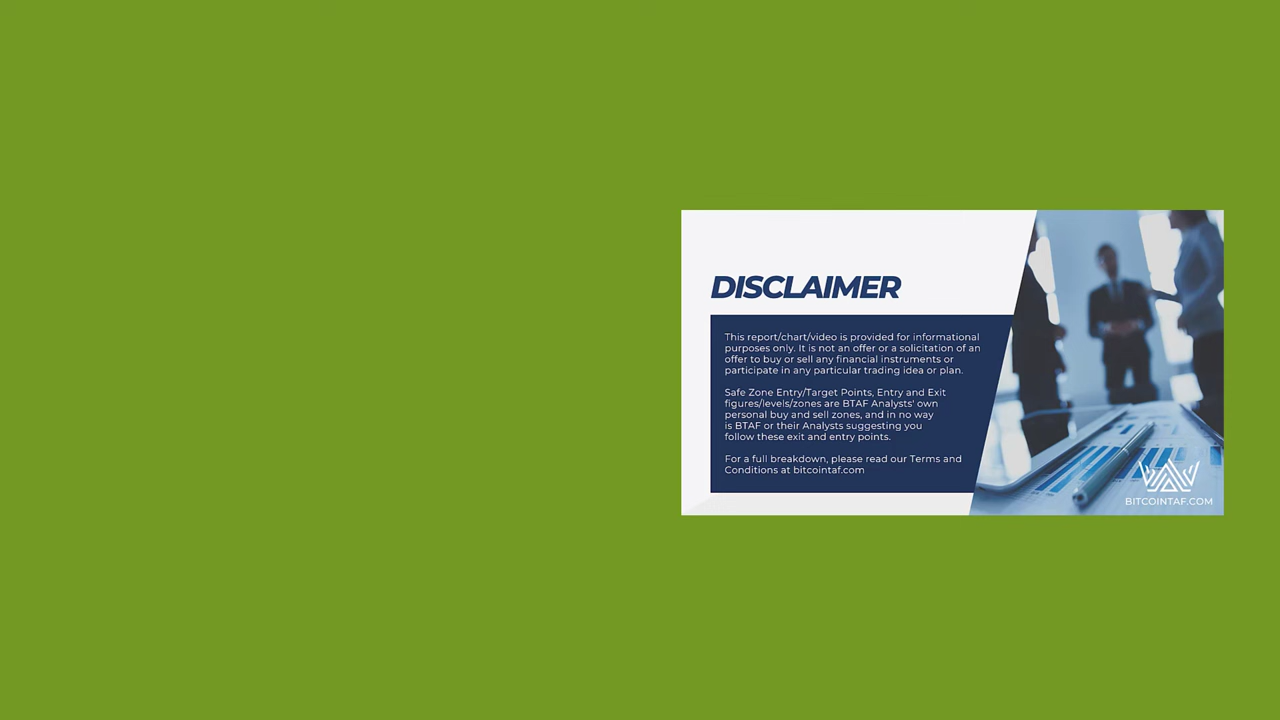 DISCLAIMER
This report/chart/video is provided for informational
purposes only. It is not an offer or a solicitation of an
offer to buy or sell any financial instruments or
participate in any particular trading idea or plan.
Safe Zone Entry/Target Points, Entry and Exit
figures/levels/zones are BTAF Analysts' own
personal buy and sell zones, and in no way
is BTAF or their Analysts suggesting you
follow these exit and entry points.
For a full breakdown, please read our Terms and
Conditions at bitcointaf.com
BITCOINTAF.COM